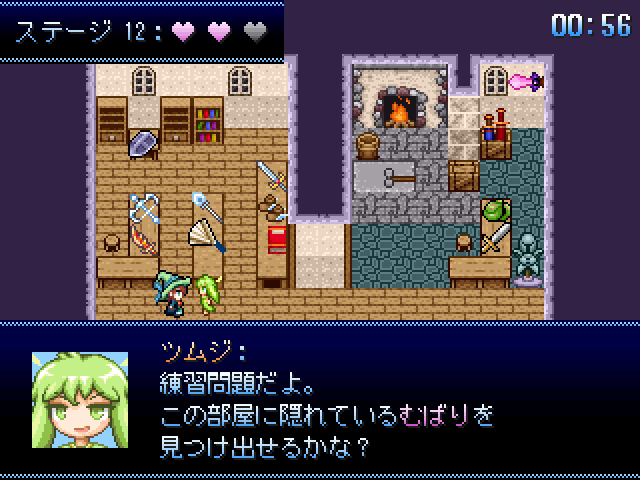 ステージ 12：
00:56
ツムジ：
練習問題だよ。
この部屋に隠れているむばりを
見つけ出せるかな？